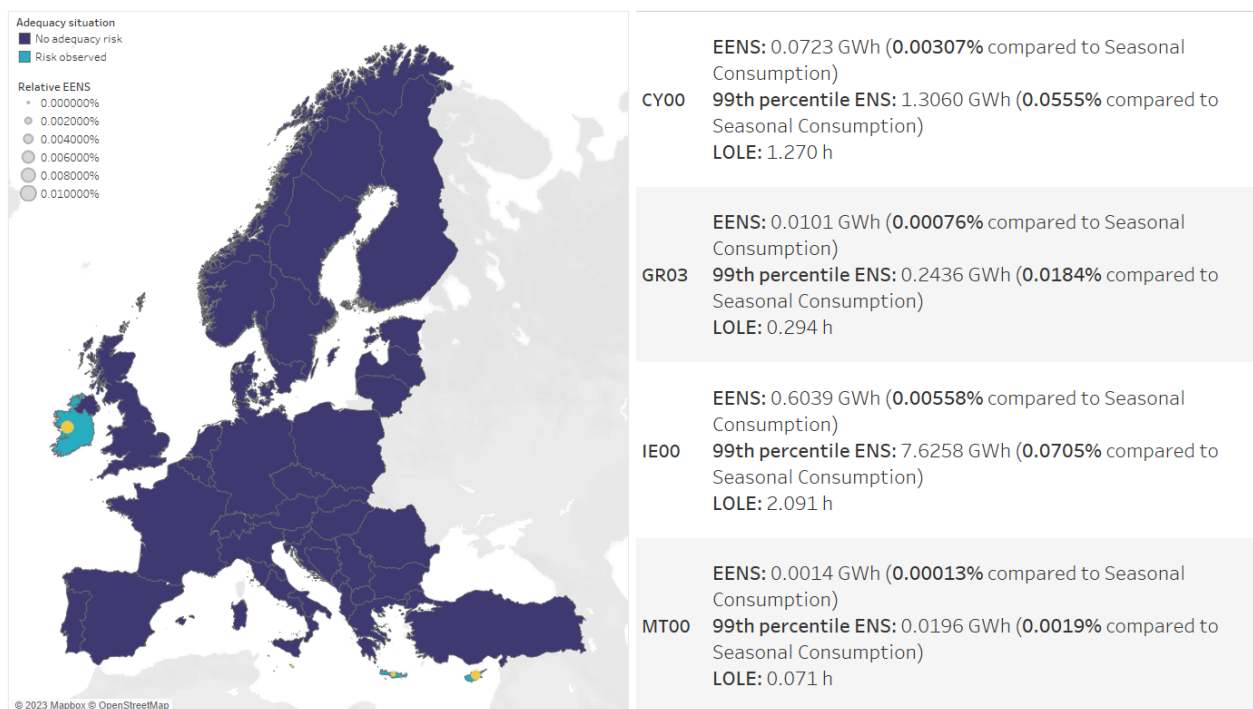 Adequacy situation
No adequacy risk
Risk observed
Relative EENS
0.000000%
0.002000%
0.004000%
0.006000%
0.008000%
0.010000%
© 2023 Mapbox © OpenStreetMap
CY00
EENS: 0.0723 GWh (0.00307% compared to Seasonal
Consumption)
99th percentile ENS: 1.3060 GWh (0.0555% compared to
Seasonal Consumption)
LOLE: 1.270 h
GR03
EENS: 0.0101 GWh (0.00076% compared to Seasonal
Consumption)
99th percentile ENS: 0.2436 GWh (0.0184% compared to
Seasonal Consumption)
LOLE: 0.294 h
IE00
EENS: 0.6039 GWh (0.00558% compared to Seasonal
Consumption)
99th percentile ENS: 7.6258 GWh (0.0705% compared to
Seasonal Consumption)
LOLE: 2.091 h
MT00
EENS: 0.0014 GWh (0.00013% compared to Seasonal
Consumption)
99th percentile ENS: 0.0196 GWh (0.0019% compared to
Seasonal Consumption)
LOLE: 0.071 h